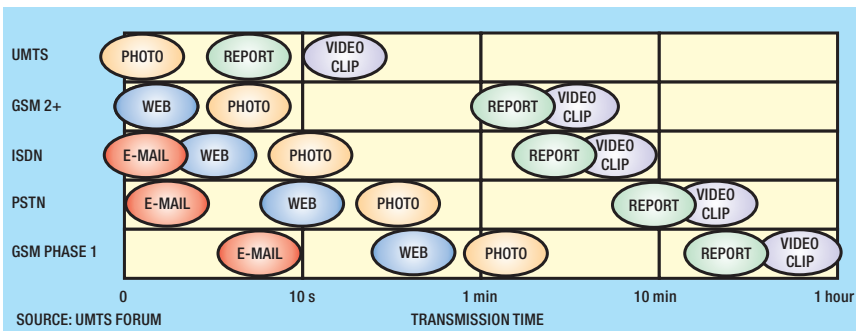 UMTS PHOTO REPORT VIDEO CLIP
GSM 2+ WEB PHOTO REPORT VIDEO CLIP
ISDN E-MAIL WEB PHOTO REPORT VIDEO CLIP
PSTN E-MAIL WEB PHOTO REPORT VIDEO CLIP
GSM PHASE 1 E-MAIL WEB PHOTO REPORT VIDEO CLIP
0 10 s 1 min 10 min 1 hour
SOURCE: UMTS FORUM TRANSMISSION TIME